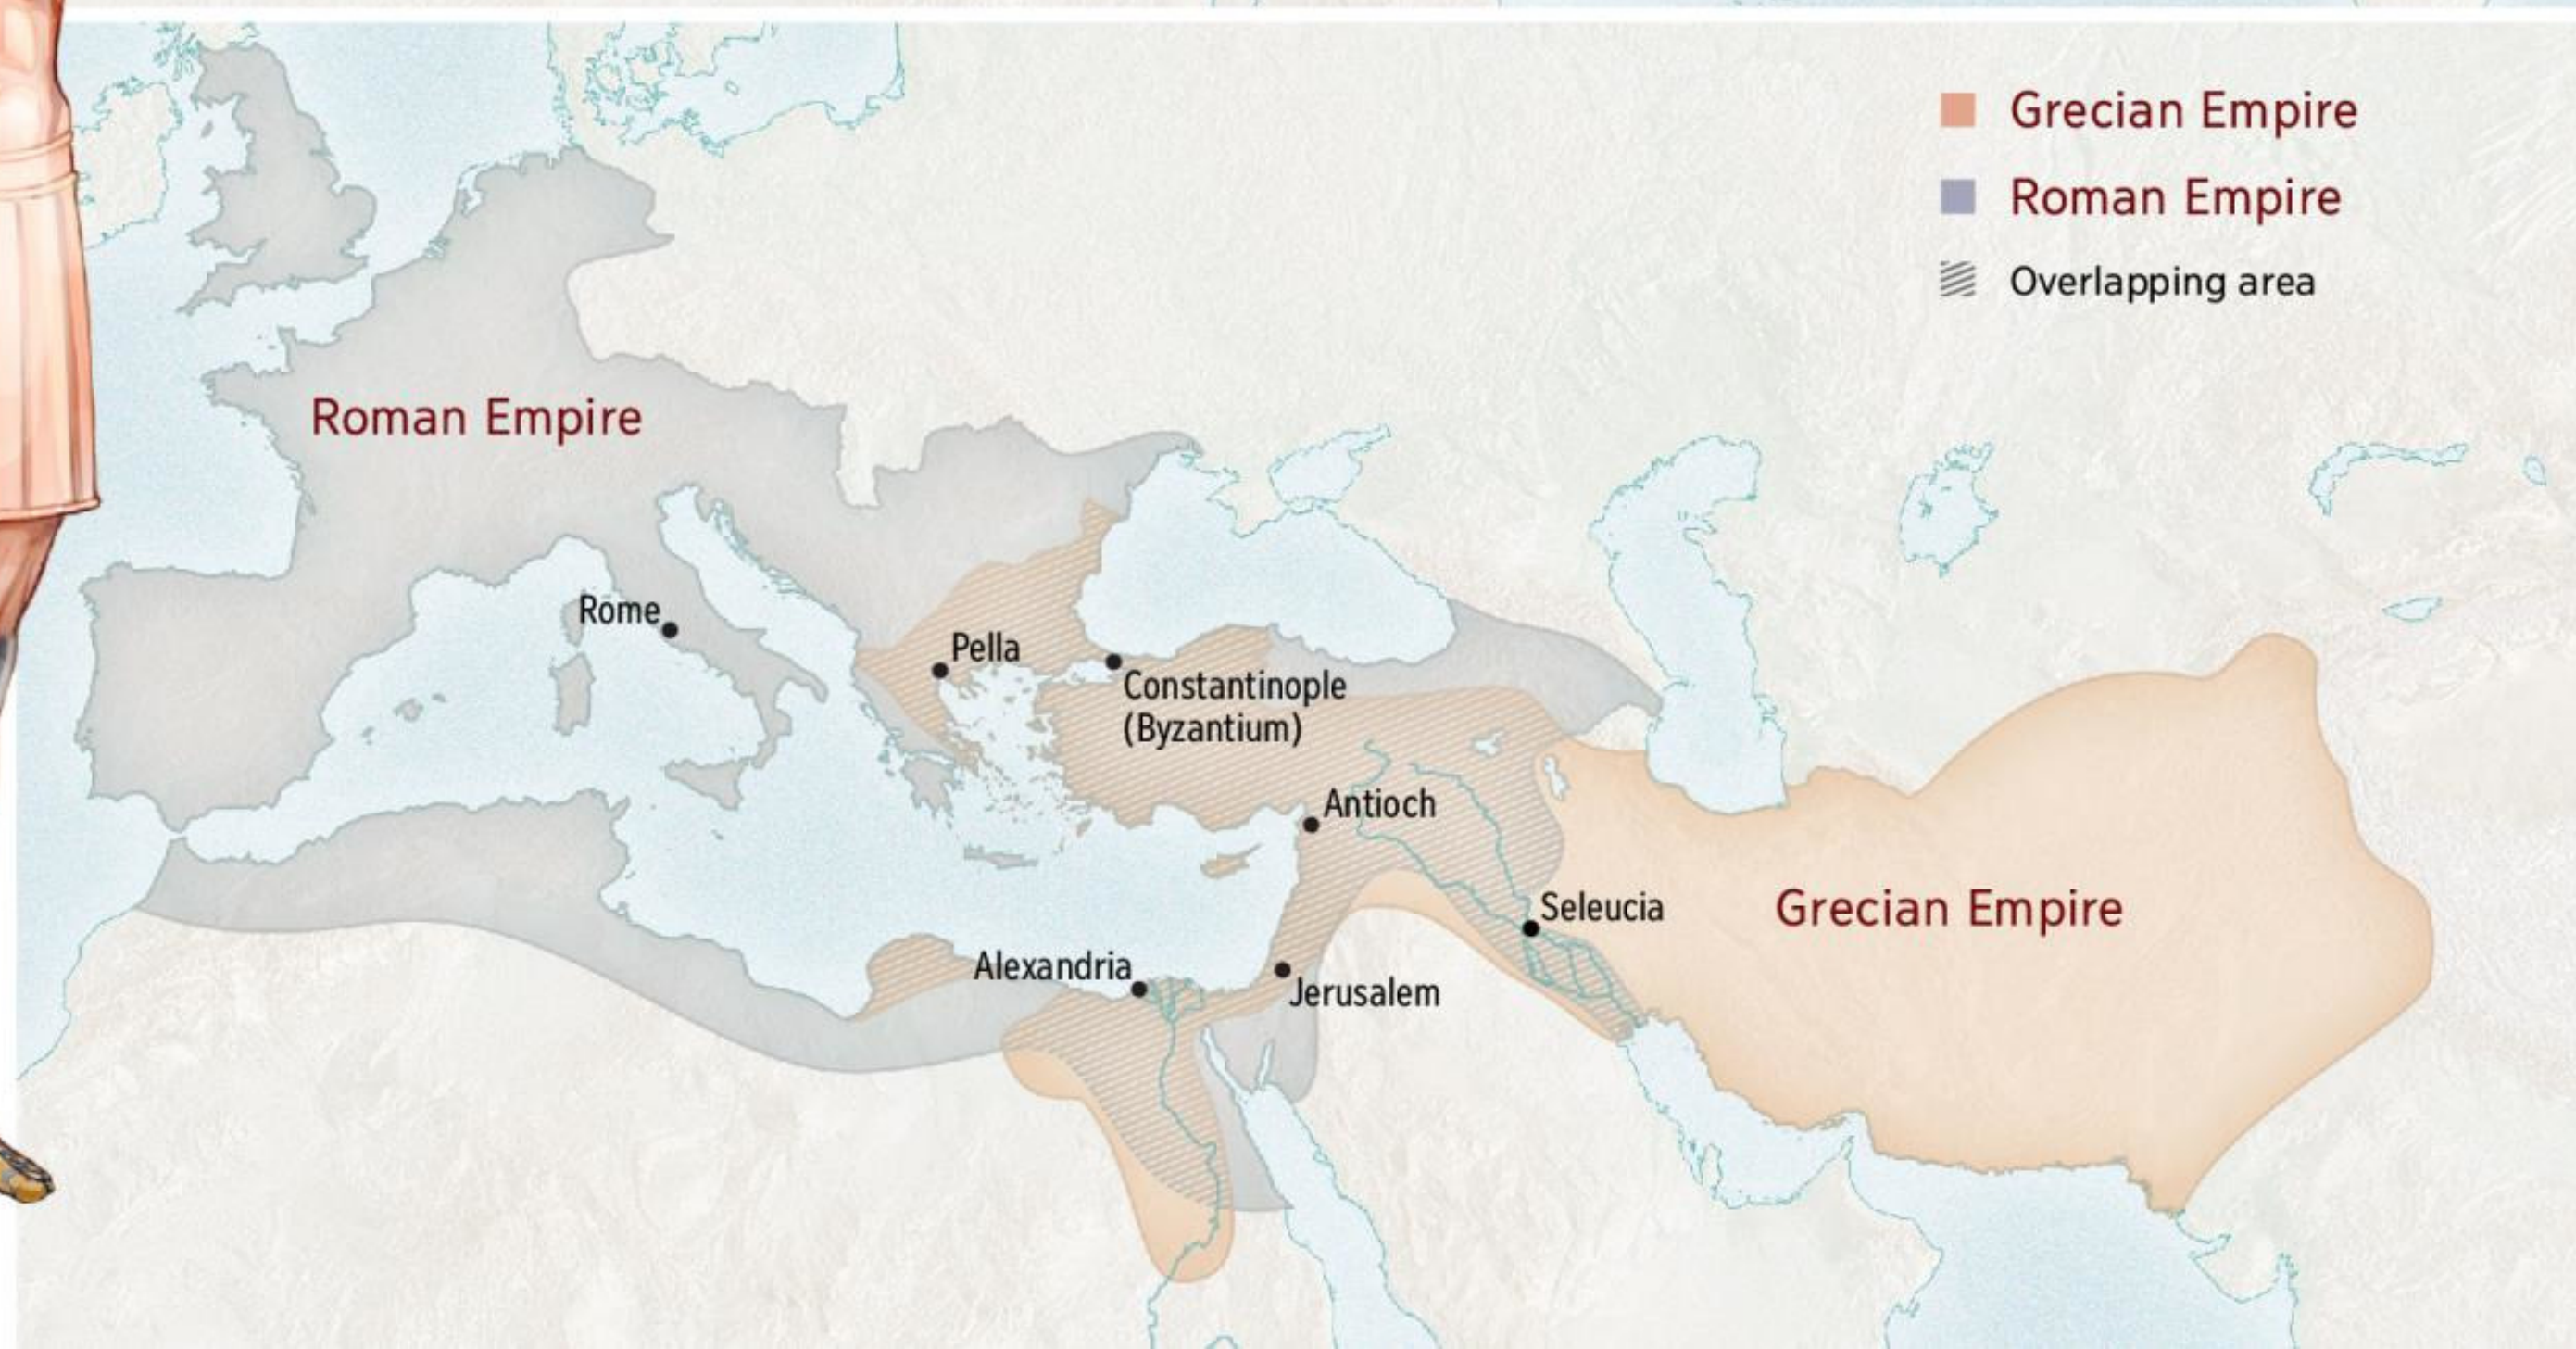 Grecian Empire
Roman Empire
Overlapping area
Roman Empire
Rome
Pella
Constantinople
(Byzantium)
Antioch
Seleucia
Grecian Empire
Alexandria
Jerusalem